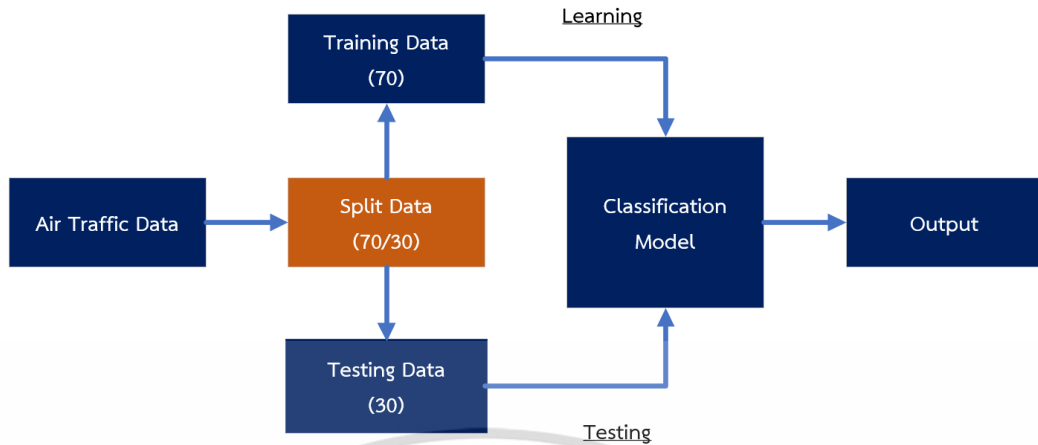 Learning
Training Data
(70)
Air Traffic Data
Split Data
(70/30)
Classification
Model
Output
Testing Data
(30)
Testing